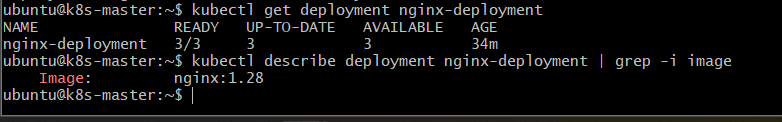 ubuntu@k8s-master:~$ kubectl get deployment nginx-deployment
NAME               READY   UP-TO-DATE   AVAILABLE   AGE
nginx-deployment   3/3     3            3           34m
ubuntu@k8s-master:~$ kubectl describe deployment nginx-deployment | grep -i image
    Image:         nginx:1.28
ubuntu@k8s-master:~$